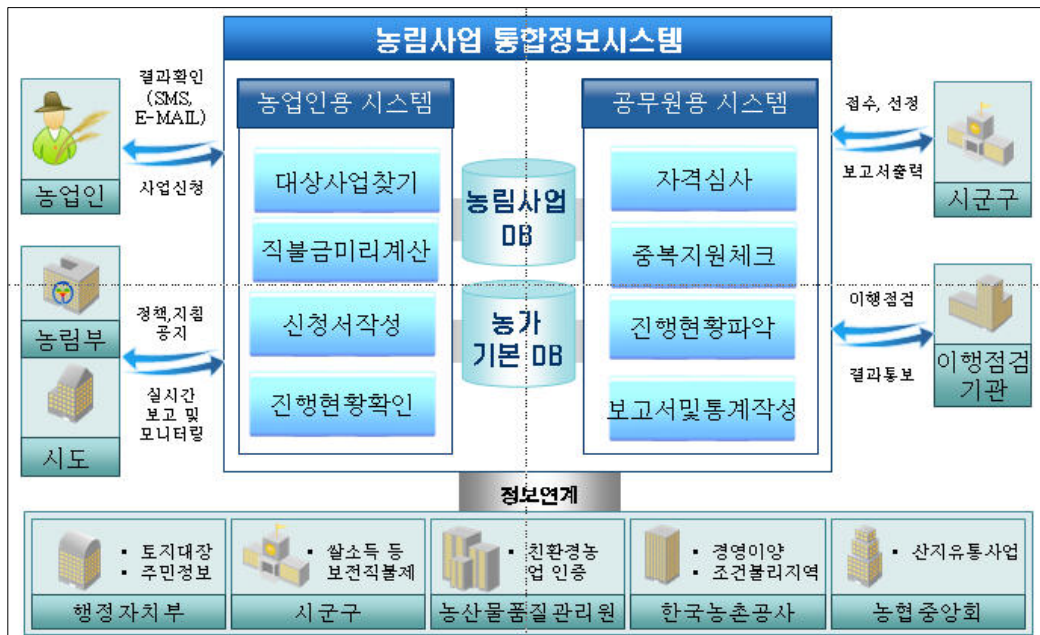 농림사업 통합정보시스템
결과확인
(SMS,
E-MAIL)
사업신청
농업인
농업인용 시스템
대상사업찾기
직불금미리계산
신청서작성
진행현황확인
농림사업
DB
농가
기본 DB
공무원용 시스템
자격심사
중복지원체크
진행현황파악
보고서및통계작성
접수, 선정
보고서출력
시군구
농림부
정책,지침
공지
실시간
보고 및
모니터링
시도
이행점검
결과통보
이행점검
기관
정보연계
▪ 토지대장
▪ 주민정보
행정자치부
▪ 쌀소득 등
보전직불제
시군구
▪ 친환경농
업 인증
농산물품질관리원
▪ 경영이양
▪ 조건불리지역
한국농촌공사
▪ 산지유통사업
농협중앙회